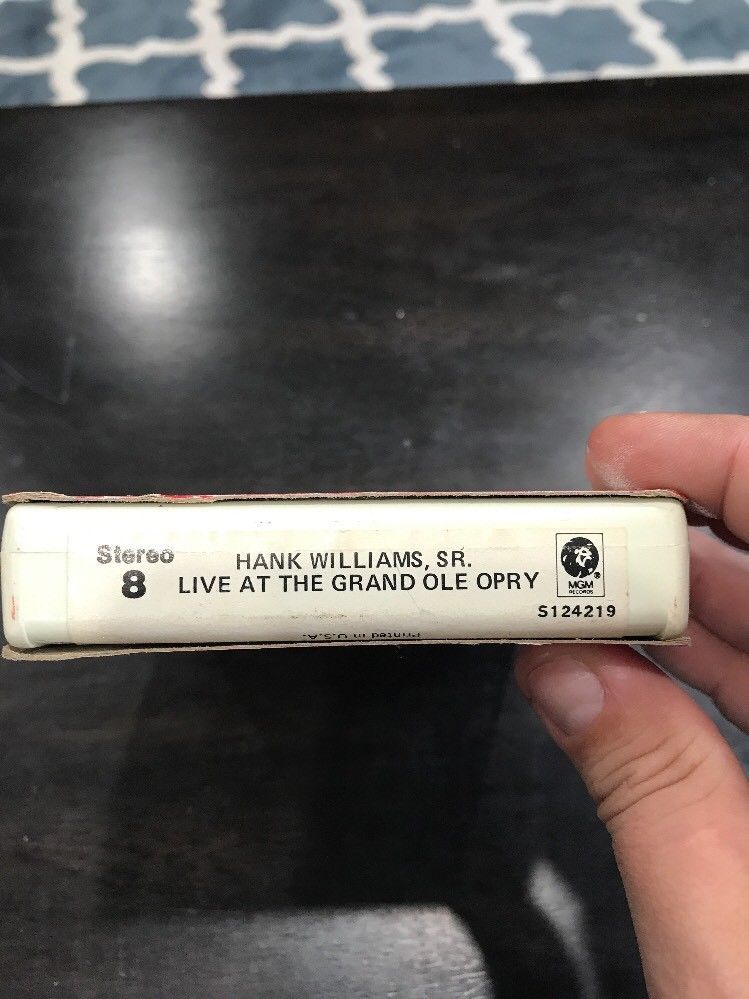 Stereo
8
HANK WILLIAMS, SR.
LIVE AT THE GRAND OLE OPRY
MGM
RECORDS
®
S124219
Printed in U.S.A.